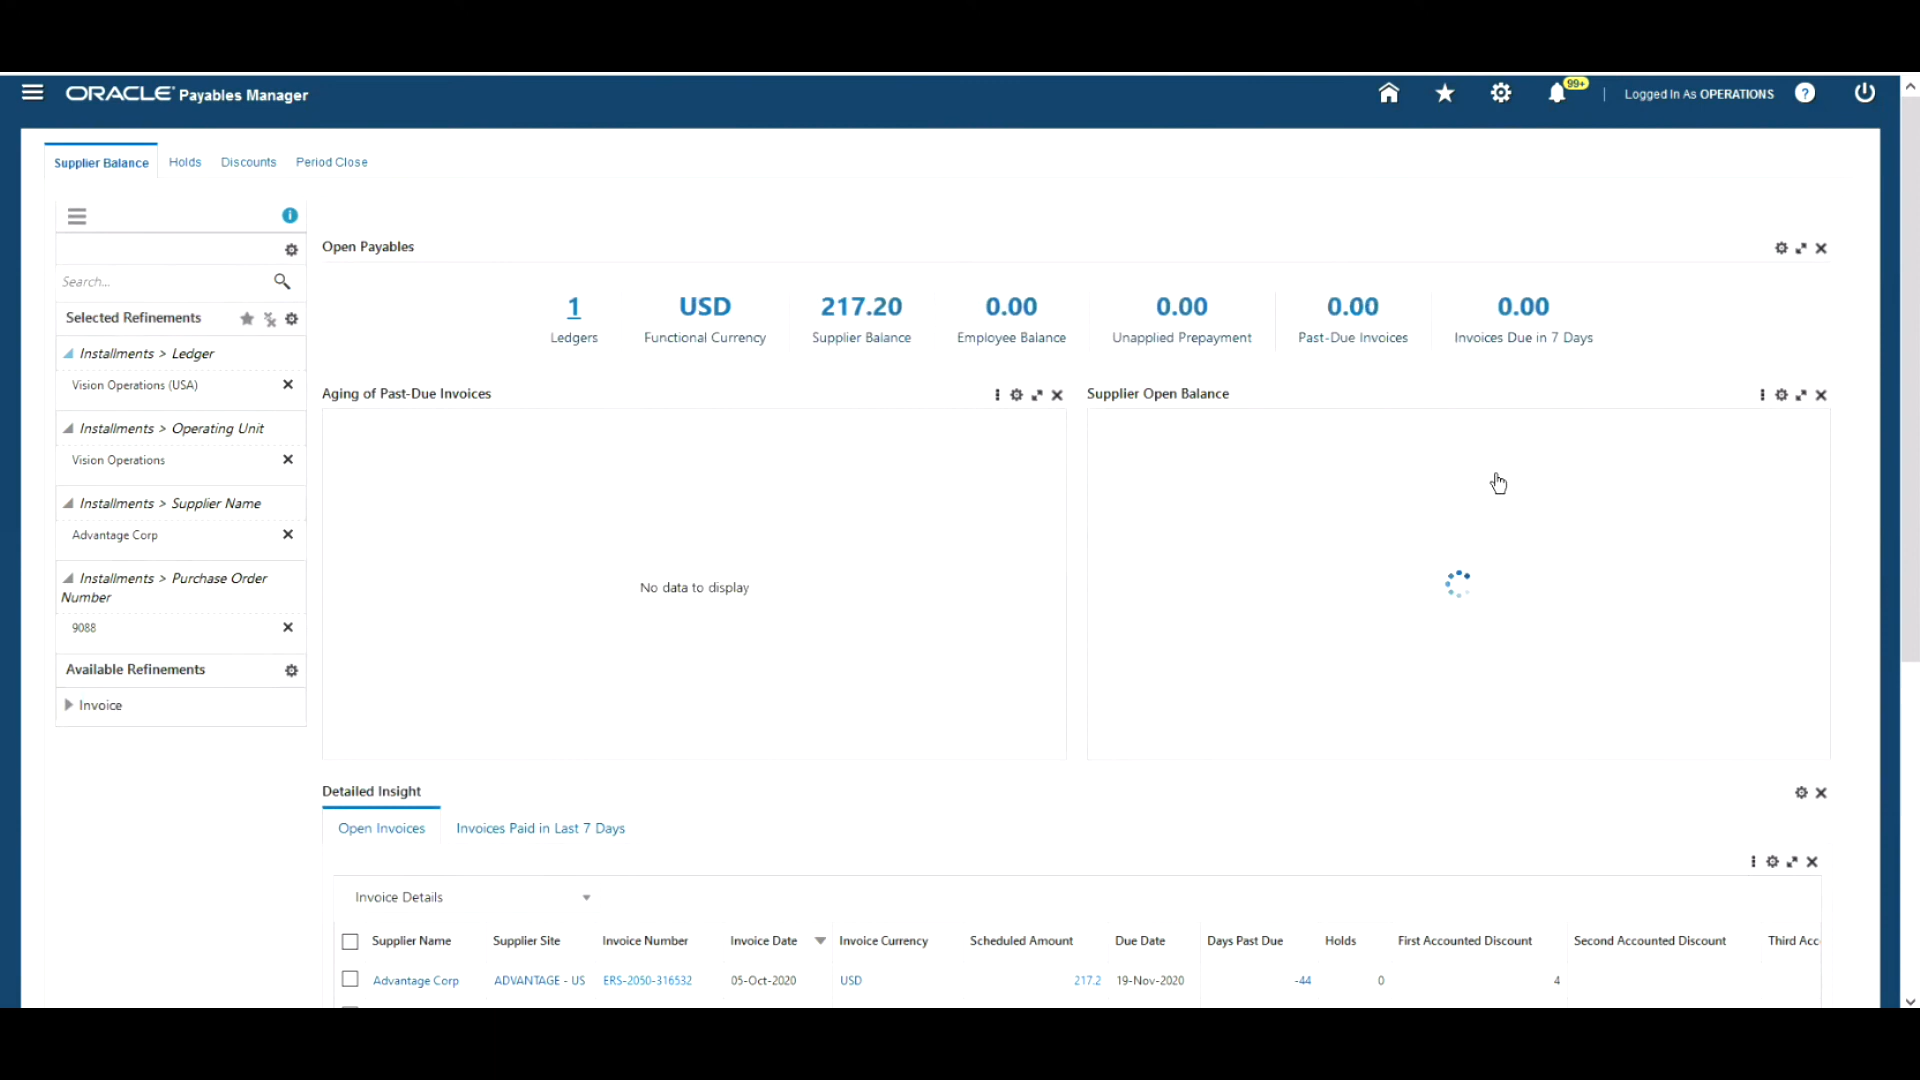 ORACLE Payables Manager
99+
Logged In As OPERATIONS
?
Supplier Balance
Holds
Discounts
Period Close
i
Search...
Selected Refinements
Installments > Ledger
Vision Operations (USA)
Installments > Operating Unit
Vision Operations
Installments > Supplier Name
Advantage Corp
Installments > Purchase Order
Number
9088
Available Refinements
Invoice
Open Payables
1
Ledgers
USD
Functional Currency
217.20
Supplier Balance
0.00
Employee Balance
0.00
Unapplied Prepayment
0.00
Past-Due Invoices
0.00
Invoices Due in 7 Days
Aging of Past-Due Invoices
No data to display
Supplier Open Balance
Detailed Insight
Open Invoices
Invoices Paid in Last 7 Days
Invoice Details
Supplier Name Supplier Site Invoice Number Invoice Date Invoice Currency Scheduled Amount Due Date Days Past Due Holds First Accounted Discount Second Accounted Discount Third Acc
Advantage Corp ADVANTAGE - US ERS-2050-316532 05-Oct-2020 USD 217.2 19-Nov-2020 -44 0 4